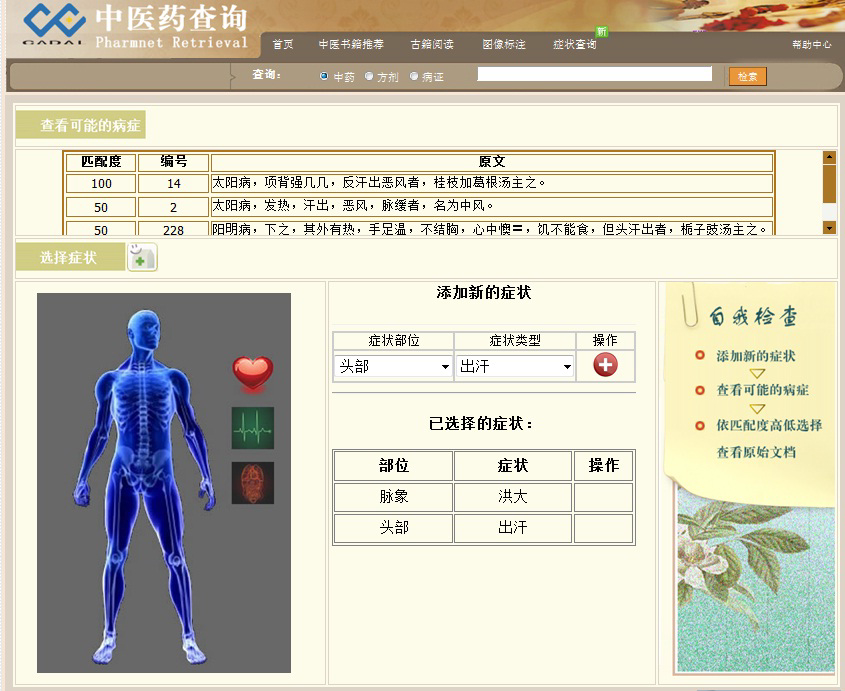 中医药查询
CADAL Pharmnet Retrieval
首页 中医书籍推荐 古籍阅读 图像标注 症状查询 新 帮助中心
查询: 中药 方剂 病证 检索
查看可能的病症
匹配度 编号 原文
100 14 太阳病，项背强几几，反汗出恶风者，桂枝加葛根汤主之。
50 2 太阳病，发热，汗出，恶风，脉缓者，名为中风。
50 228 阳明病，下之，其外有热，手足温，不结胸，心中懊〓，饥不能食，但头汗出者，栀子豉汤主之。
选择症状
添加新的症状
症状部位 症状类型 操作
头部 出汗
已选择的症状：
部位 症状 操作
脉象 洪大
头部 出汗
自我检查
添加新的症状
查看可能的病症
依匹配度高低选择
查看原始文档